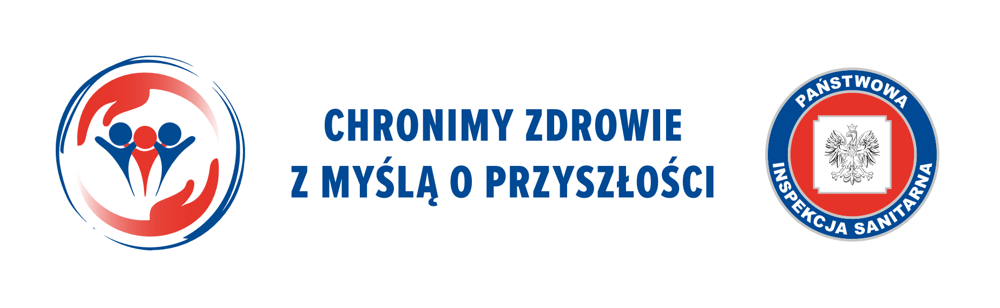 CHRONIMY ZDROWIE
Z MYŚLĄ O PRZYSZŁOŚCI
PAŃSTWOWA
INSPEKCJA SANITARNA